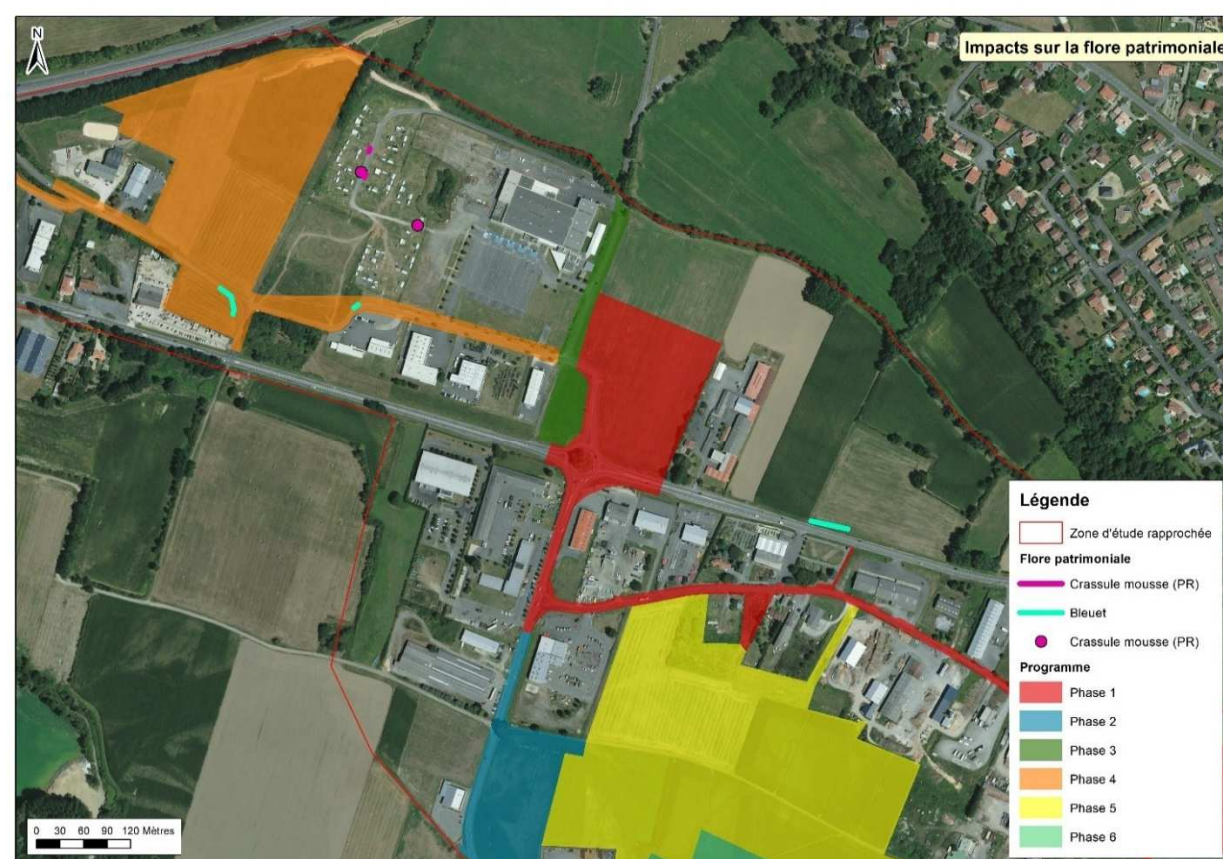 N
Impacts sur la flore patrimoniale
Légende
Zone d'étude rapprochée
Flore patrimoniale
Crassule mousse (PR)
Bleuet
Crassule mousse (PR)
Programme
Phase 1
Phase 2
Phase 3
Phase 4
Phase 5
Phase 6
0 30 60 90 120 Mètres